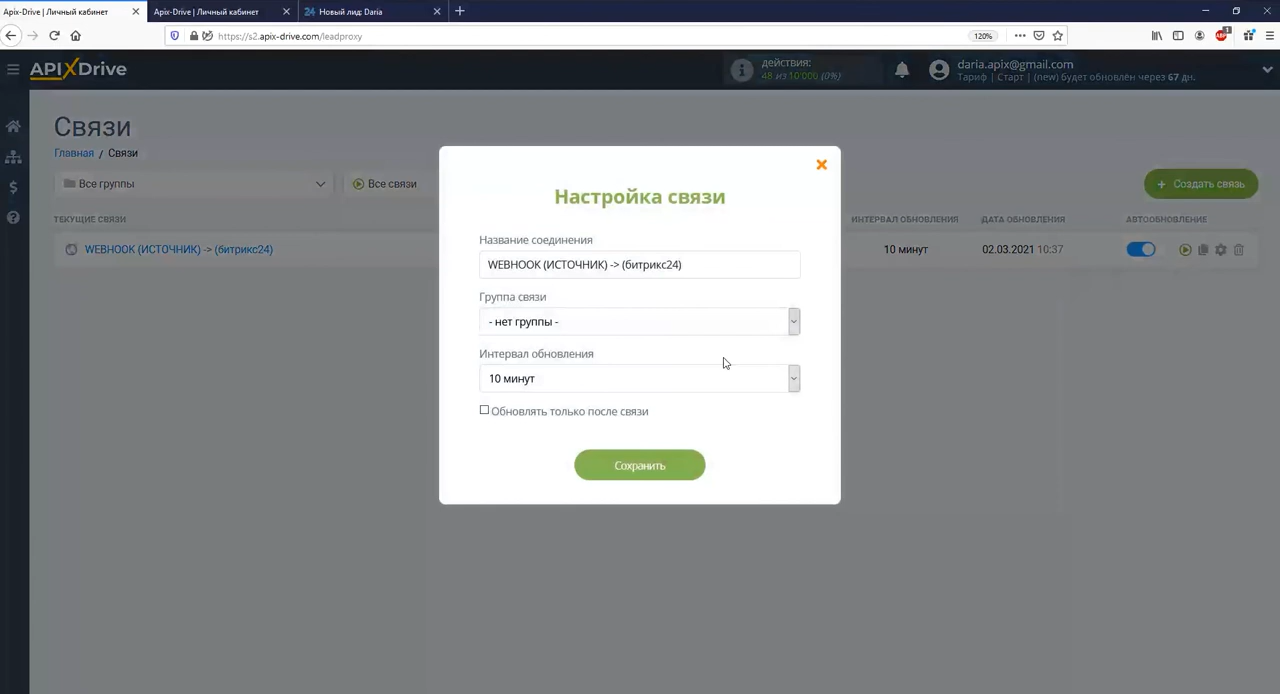 Apix-Drive | Личный кабинет
Apix-Drive | Личный кабинет
24 Новый лид: Daria
https://s2.apix-drive.com/leadproxy
120%
APIXDrive
действия:
48 из 10'000 (0%)
daria.apix@gmail.com
Тариф | Старт | (new) будет обновлён через 67 дн.
Связи
Главная / Связи
Все группы
Все связи
+ Создать связь
ТЕКУЩИЕ СВЯЗИ
ИНТЕРВАЛ ОБНОВЛЕНИЯ
ДАТА ОБНОВЛЕНИЯ
АВТООБНОВЛЕНИЕ
WEBHOOK (ИСТОЧНИК) -> (битрикс24)
10 минут
02.03.2021 10:37
Настройка связи
Название соединения
WEBHOOK (ИСТОЧНИК) -> (битрикс24)
Группа связи
- нет группы -
Интервал обновления
10 минут
Обновлять только после связи
Сохранить